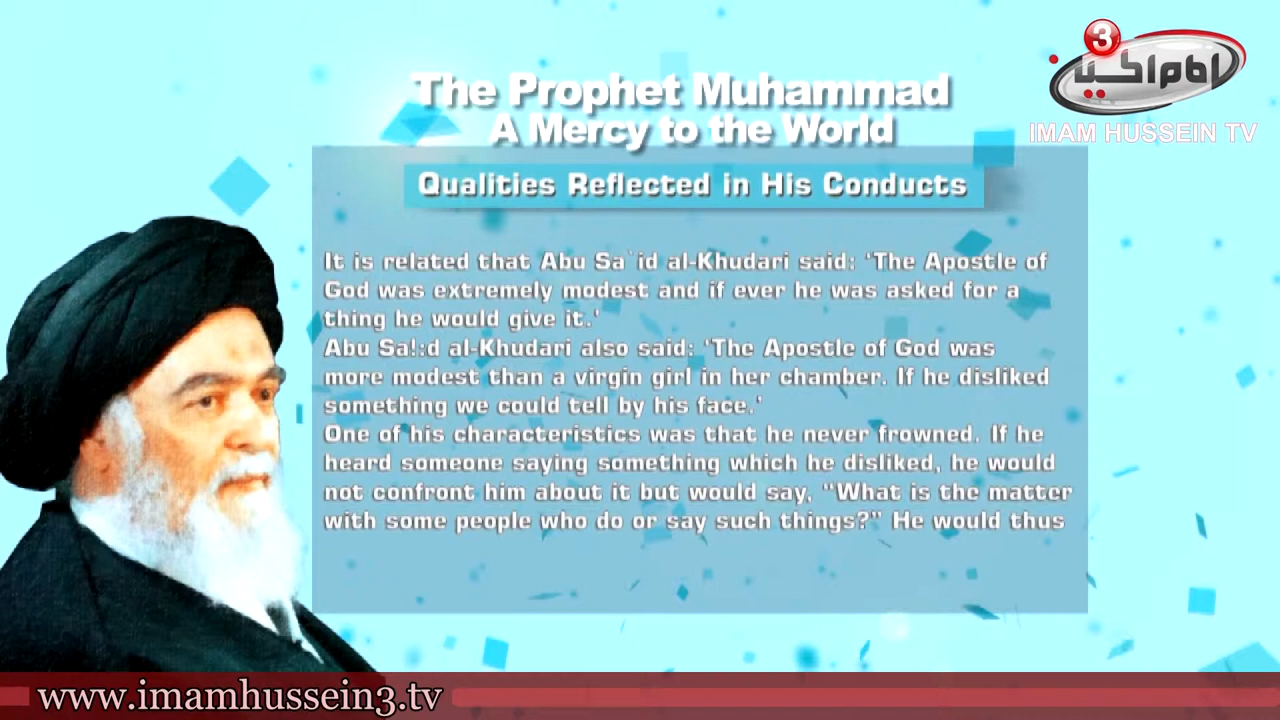 The Prophet Muhammad
A Mercy to the World
Qualities Reflected in His Conducts
It is related that Abu Sa`id al-Khudari said: 'The Apostle of
God was extremely modest and if ever he was asked for a
thing he would give it.'
Abu Sa!:d al-Khudari also said: 'The Apostle of God was
more modest than a virgin girl in her chamber. If he disliked
something we could tell by his face.'
One of his characteristics was that he never frowned. If he
heard someone saying something which he disliked, he would
not confront him about it but would say, “What is the matter
with some people who do or say such things?” He would thus
3
امام حسین
IMAM HUSSEIN TV
www.imamhussein3.tv